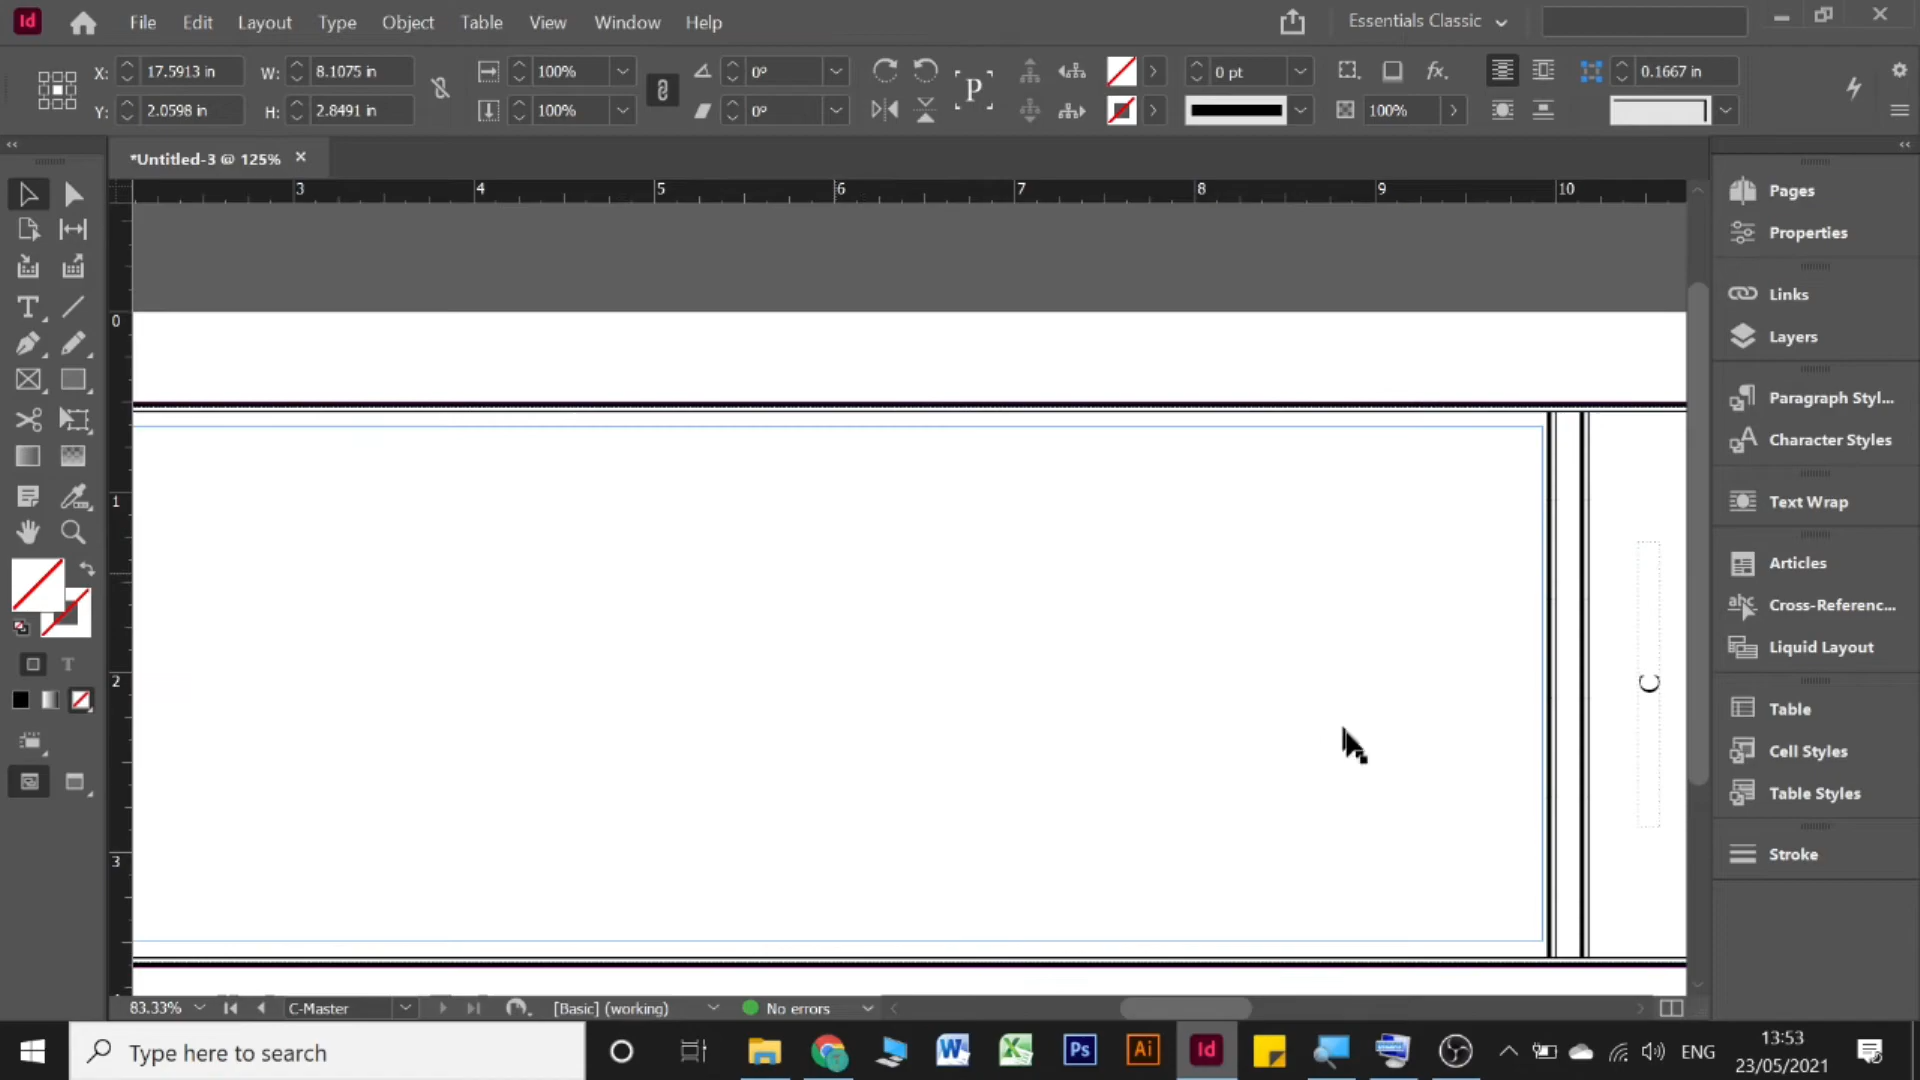 Id File Edit Layout Type Object Table View Window Help Essentials Classic
X: 17.5913 in W: 8.1075 in 100% 0° P fx. 0 pt 0.1667 in
Y: 2.0598 in H: 2.8491 in 100% 0° 100%
*Untitled-3 @ 125% ×
3 4 5 6 7 8 9 10
0
1
2
3
C
T
T
Pages
Properties
Links
Layers
Paragraph Styl...
Character Styles
Text Wrap
Articles
Cross-Referenc...
Liquid Layout
Table
Cell Styles
Table Styles
Stroke
83.33% C-Master [Basic] (working) No errors
Type here to search
W X Ps Ai Id
ENG
13:53
23/05/2021